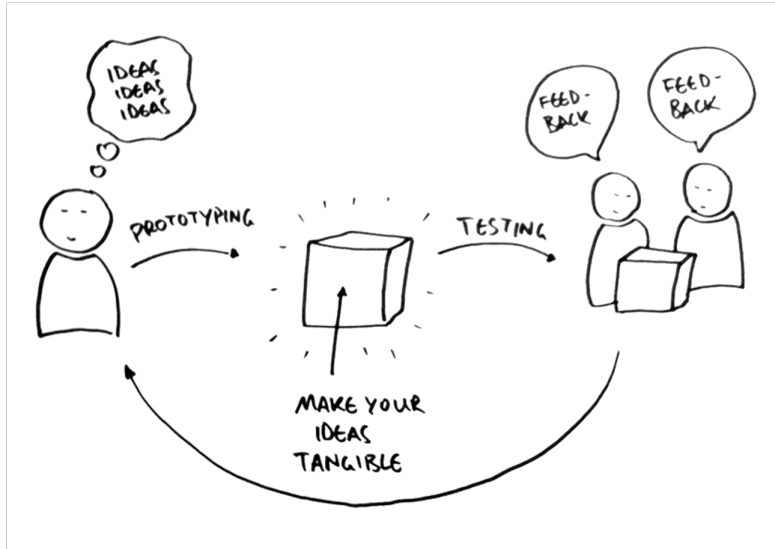 IDEAS
IDEAS
IDEAS
PROTOTYPING
MAKE YOUR
IDEAS
TANGIBLE
TESTING
FEED-
BACK
FEED-
BACK